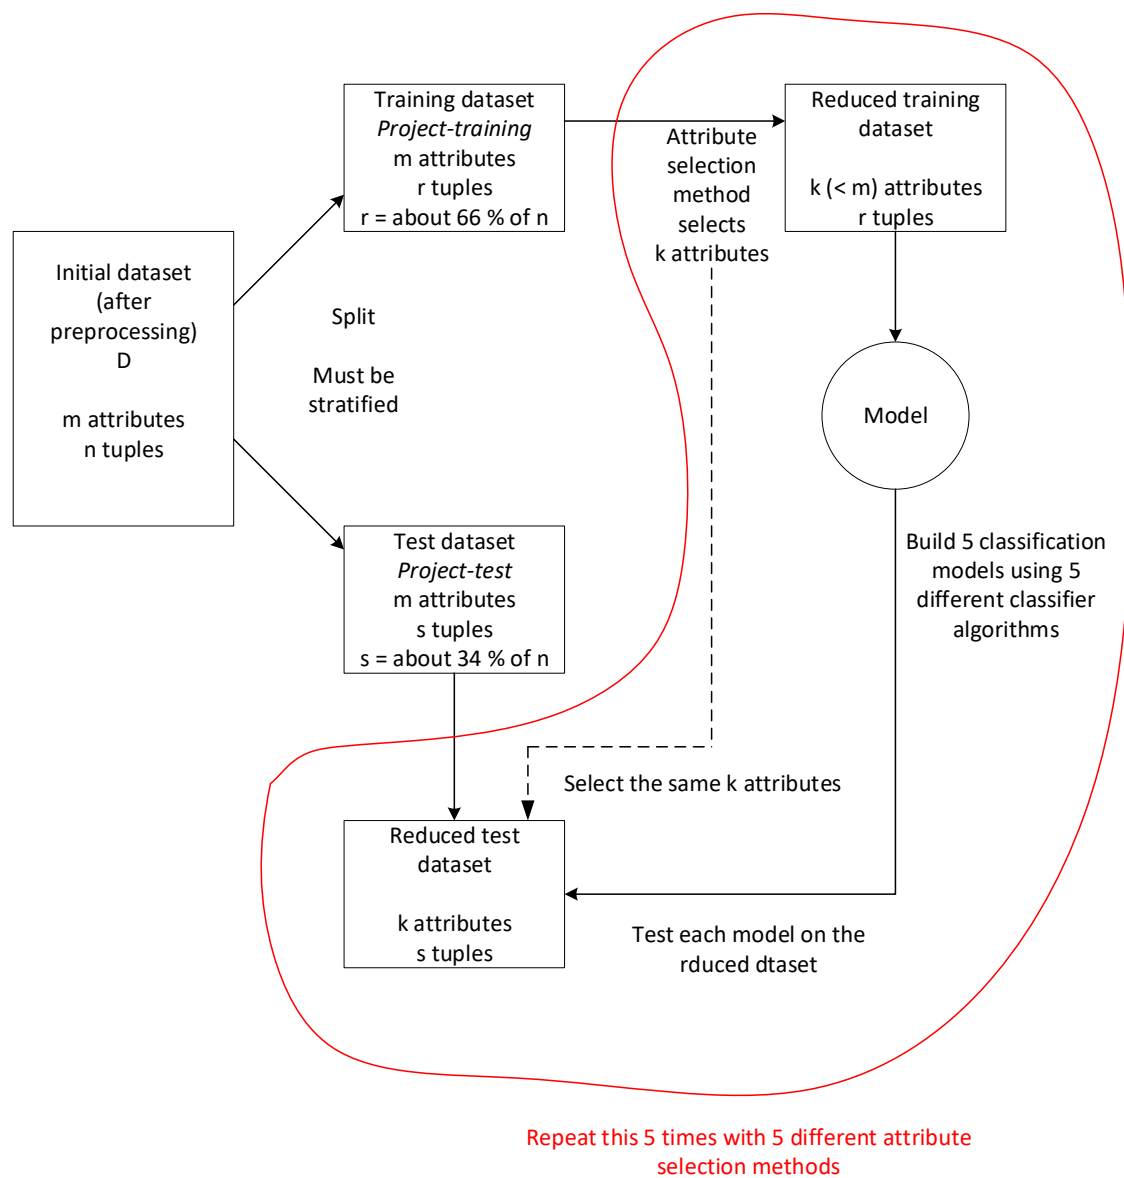 Initial dataset
(after
preprocessing)
D
m attributes
n tuples
Training dataset
Project-training
m attributes
r tuples
r = about 66 % of n
Split
Must be
stratified
Test dataset
Project-test
m attributes
s tuples
s = about 34 % of n
Attribute
selection
method
selects
k attributes
Reduced training
dataset
k (< m) attributes
r tuples
Model
Build 5 classification
models using 5
different classifier
algorithms
Select the same k attributes
Reduced test
dataset
k attributes
s tuples
Test each model on the
rduced dtaset
Repeat this 5 times with 5 different attribute
selection methods